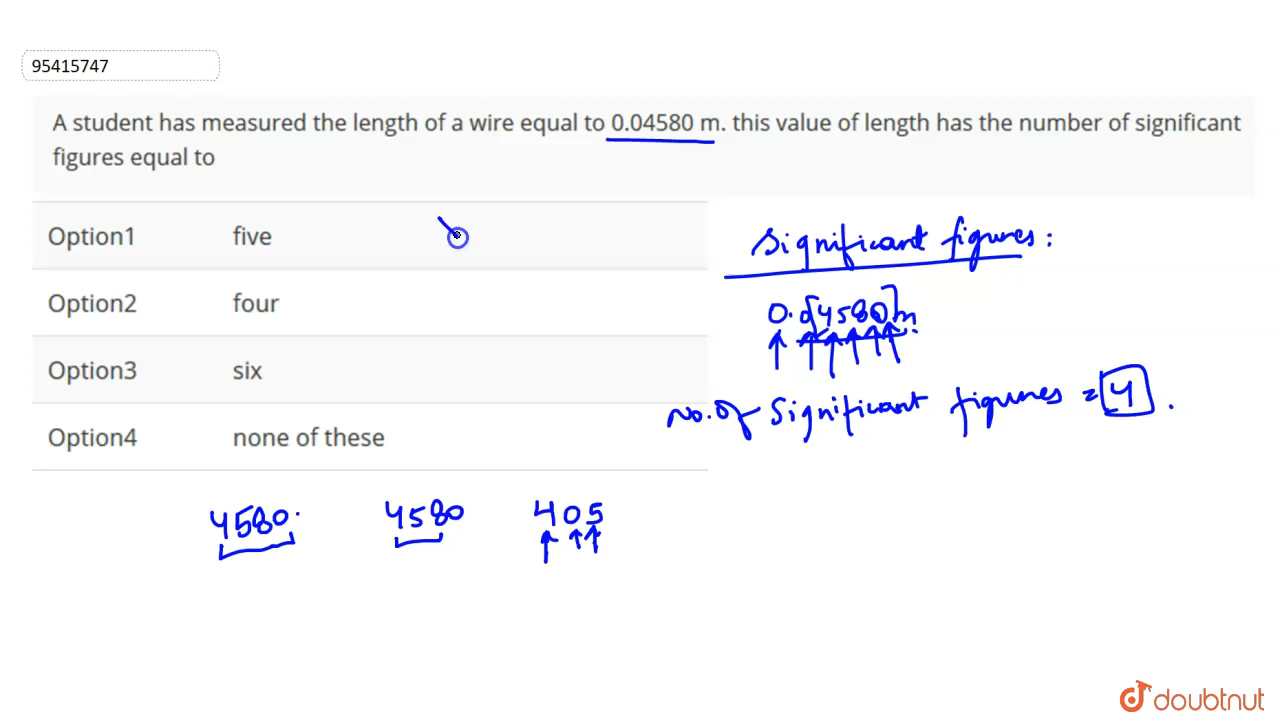 95415747
A student has measured the length of a wire equal to 0.04580 m. this value of length has the number of significant
figures equal to
Option1 five
Option2 four
Option3 six
Option4 none of these
Significant figures:
0.04580 m.
No. of Significant figures = 4.
4580. 4580 405
doubtnut